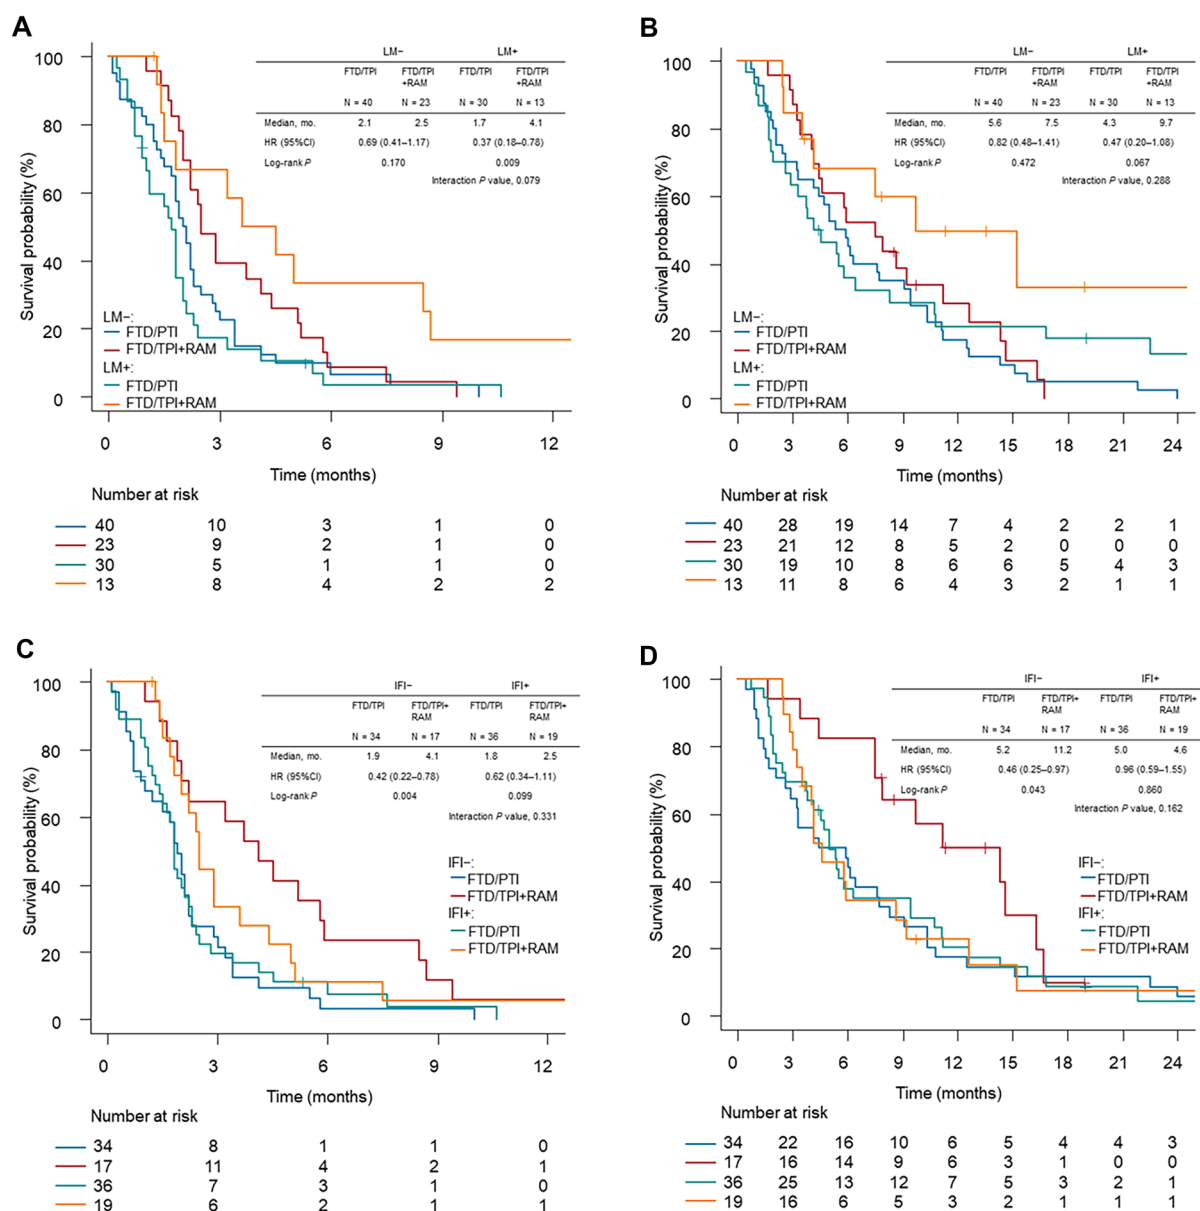 A
100
80
60
40
20
0
Survival probability (%)
LM− LM+
FTD/TPI FTD/TPI +RAM FTD/TPI FTD/TPI +RAM
N = 40 N = 23 N = 30 N = 13
Median, mo. 2.1 2.5 1.7 4.1
HR (95%CI) 0.69 (0.41–1.17) 0.37 (0.18–0.78)
Log-rank P 0.170 0.009
Interaction P value, 0.079
LM−:
FTD/PTI
FTD/TPI+RAM
LM+:
FTD/PTI
FTD/TPI+RAM
0 3 6 9 12
Time (months)
Number at risk
40 10 3 1 0
23 9 2 1 0
30 5 1 1 0
13 8 4 2 2
B
100
80
60
40
20
0
Survival probability (%)
LM− LM+
FTD/TPI FTD/TPI +RAM FTD/TPI FTD/TPI +RAM
N = 40 N = 23 N = 30 N = 13
Median, mo. 5.6 7.5 4.3 9.7
HR (95%CI) 0.82 (0.48–1.41) 0.47 (0.20–1.08)
Log-rank P 0.472 0.067
Interaction P value, 0.288
LM−:
FTD/PTI
FTD/TPI+RAM
LM+:
FTD/PTI
FTD/TPI+RAM
0 3 6 9 12 15 18 21 24
Time (months)
Number at risk
40 28 19 14 7 4 2 2 1
23 21 12 8 5 2 0 0 0
30 19 10 8 6 6 5 4 3
13 11 8 6 4 3 2 1 1
C
100
80
60
40
20
0
Survival probability (%)
IFI− IFI+
FTD/TPI FTD/TPI+ RAM FTD/TPI FTD/TPI+ RAM
N = 34 N = 17 N = 36 N = 19
Median, mo. 1.9 4.1 1.8 2.5
HR (95%CI) 0.42 (0.22–0.78) 0.62 (0.34–1.11)
Log-rank P 0.004 0.099
Interaction P value, 0.331
IFI−:
FTD/PTI
FTD/TPI+RAM
IFI+:
FTD/PTI
FTD/TPI+RAM
0 3 6 9 12
Time (months)
Number at risk
34 8 1 1 0
17 11 4 2 1
36 7 3 1 0
19 6 2 1 1
D
100
80
60
40
20
0
Survival probability (%)
IFI− IFI+
FTD/TPI FTD/TPI+ RAM FTD/TPI FTD/TPI+ RAM
N = 34 N = 17 N = 36 N = 19
Median, mo. 5.2 11.2 5.0 4.6
HR (95%CI) 0.46 (0.25–0.97) 0.96 (0.59–1.55)
Log-rank P 0.043 0.860
Interaction P value, 0.162
IFI−:
FTD/PTI
FTD/TPI+RAM
IFI+:
FTD/PTI
FTD/TPI+RAM
0 3 6 9 12 15 18 21 24
Time (months)
Number at risk
34 22 16 10 6 5 4 4 3
17 16 14 9 6 3 1 0 0
36 25 13 12 7 5 3 2 1
19 16 6 5 3 2 1 1 1